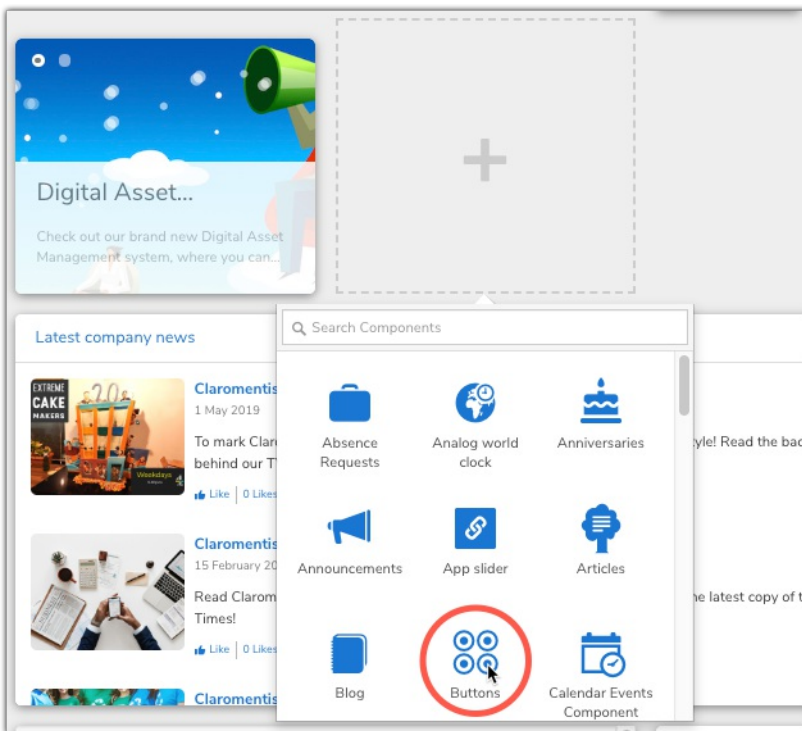 Digital Asset...
Check out our brand new Digital Asset
Management system, where you can...
Search Components
Latest company news
EXTREME
CAKE
MAKERS
20
Weekdays
Claromentis
1 May 2019
To mark Clar
behind our T
yle! Read the bac
Like 0 Likes
Claromentis
15 February 20
Read Clarom
he latest copy of t
Times!
Like 0 Likes
Claromentis
Absence
Requests
Analog world
clock
Anniversaries
Announcements
App slider
Articles
Blog
Buttons
Calendar Events
Component